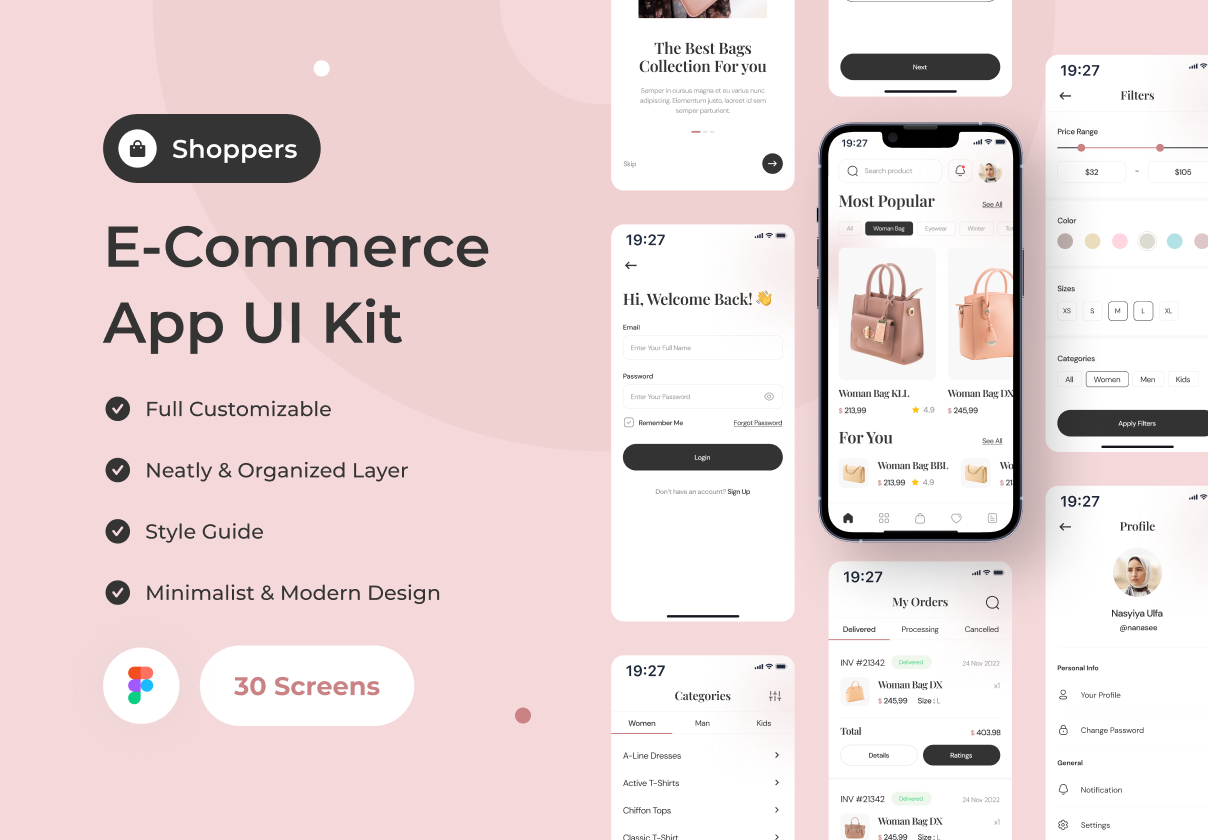 Shoppers
E-Commerce
App UI Kit
Full Customizable
Neatly & Organized Layer
Style Guide
Minimalist & Modern Design
30 Screens
The Best Bags
Collection For you
Semper in cursus magna et eu varius nunc
adipiscing. Elementum justo, laoreet id sem
semper parturient.
Skip
19:27
Hi, Welcome Back! 👋
Email
Enter Your Full Name
Password
Enter Your Password
Remember Me
Forgot Password
Login
Don't have an account? Sign Up
19:27
Categories
Women Man Kids
A-Line Dresses
Active T-Shirts
Chiffon Tops
Classic T-Shirt
Next
19:27
Search product
Most Popular
See All
All Woman Bag Eyewear Winter
Woman Bag KLL
$ 213,99 4.9
Woman Bag DX
$ 245,99
For You
See All
Woman Bag BBL
$ 213,99 4.9
Wo
$ 21
19:27
My Orders
Delivered Processing Cancelled
INV #21342 Delivered 24 Nov 2022
Woman Bag DX x1
$ 245,99 Size : L
Total $ 403.98
Details Ratings
INV #21342 Delivered 24 Nov 2022
Woman Bag DX x1
$ 245,99 Size : L
19:27
Filters
Price Range
$32 - $105
Color
Sizes
XS S M L XL
Categories
All Women Men Kids
Apply Filters
19:27
Profile
Nasyiya Ulfa
@nanasee
Personal Info
Your Profile
Change Password
General
Notification
Settings